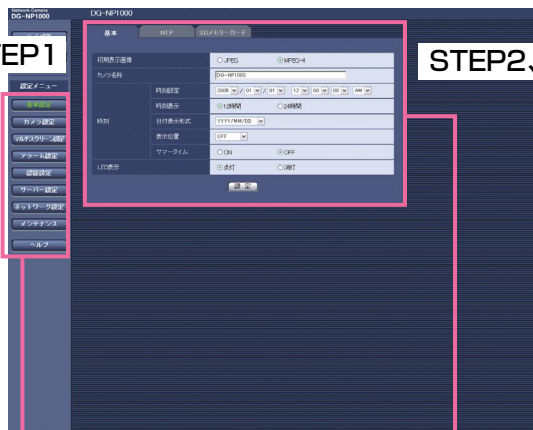 Network Camera
DG-NP1000
DG-NP1000
EP1
STEP2、
基本
NTP
SDメモリーカード
初期表示画像
JPEG
MPEG-4
カメラ名称
DG-NP1000
時刻
時刻設定
/ 01 / 01 12 : 00 : 00 AM
時刻表示
12時間
24時間
日付表示形式
YYYY/MM/DD
表示位置
OFF
サマータイム
ON
OFF
LED表示
点灯
消灯
設定
設定メニュー
基本設定
カメラ設定
マルチスクリーン設定
アラーム設定
認証設定
サーバー設定
ネットワーク設定
メンテナンス
ヘルプ